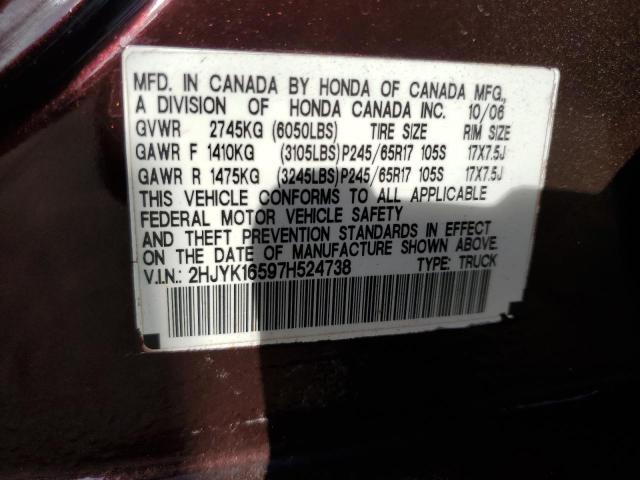 MFD. IN CANADA BY HONDA OF CANADA MFG.,
A DIVISION OF HONDA CANADA INC. 10/06
GVWR 2745KG (6050LBS) TIRE SIZE RIM SIZE
GAWR F 1410KG (3105LBS)P245/65R17 105S 17X7.5J
GAWR R 1475KG (3245LBS)P245/65R17 105S 17X7.5J
THIS VEHICLE CONFORMS TO ALL APPLICABLE
FEDERAL MOTOR VEHICLE SAFETY
AND THEFT PREVENTION STANDARDS IN EFFECT
ON THE DATE OF MANUFACTURE SHOWN ABOVE.
V.I.N.: 2HJYK16597H524738 TYPE: TRUCK